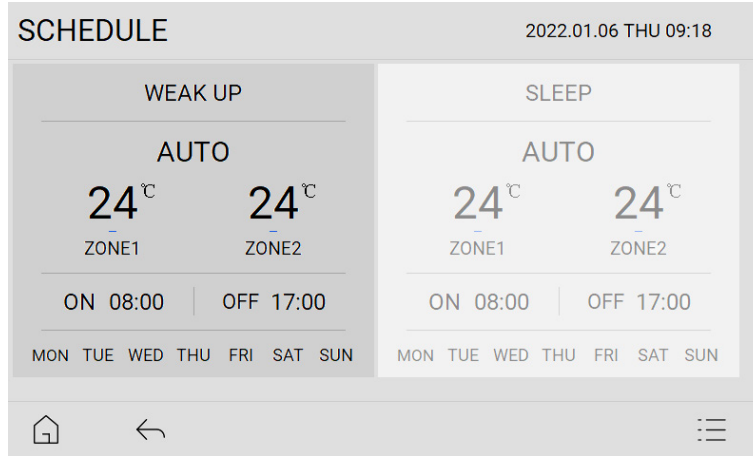 SCHEDULE
2022.01.06 THU 09:18
WEAK UP
AUTO
24℃ 24℃
ZONE1 ZONE2
ON 08:00 OFF 17:00
MON TUE WED THU FRI SAT SUN
SLEEP
AUTO
24℃ 24℃
ZONE1 ZONE2
ON 08:00 OFF 17:00
MON TUE WED THU FRI SAT SUN